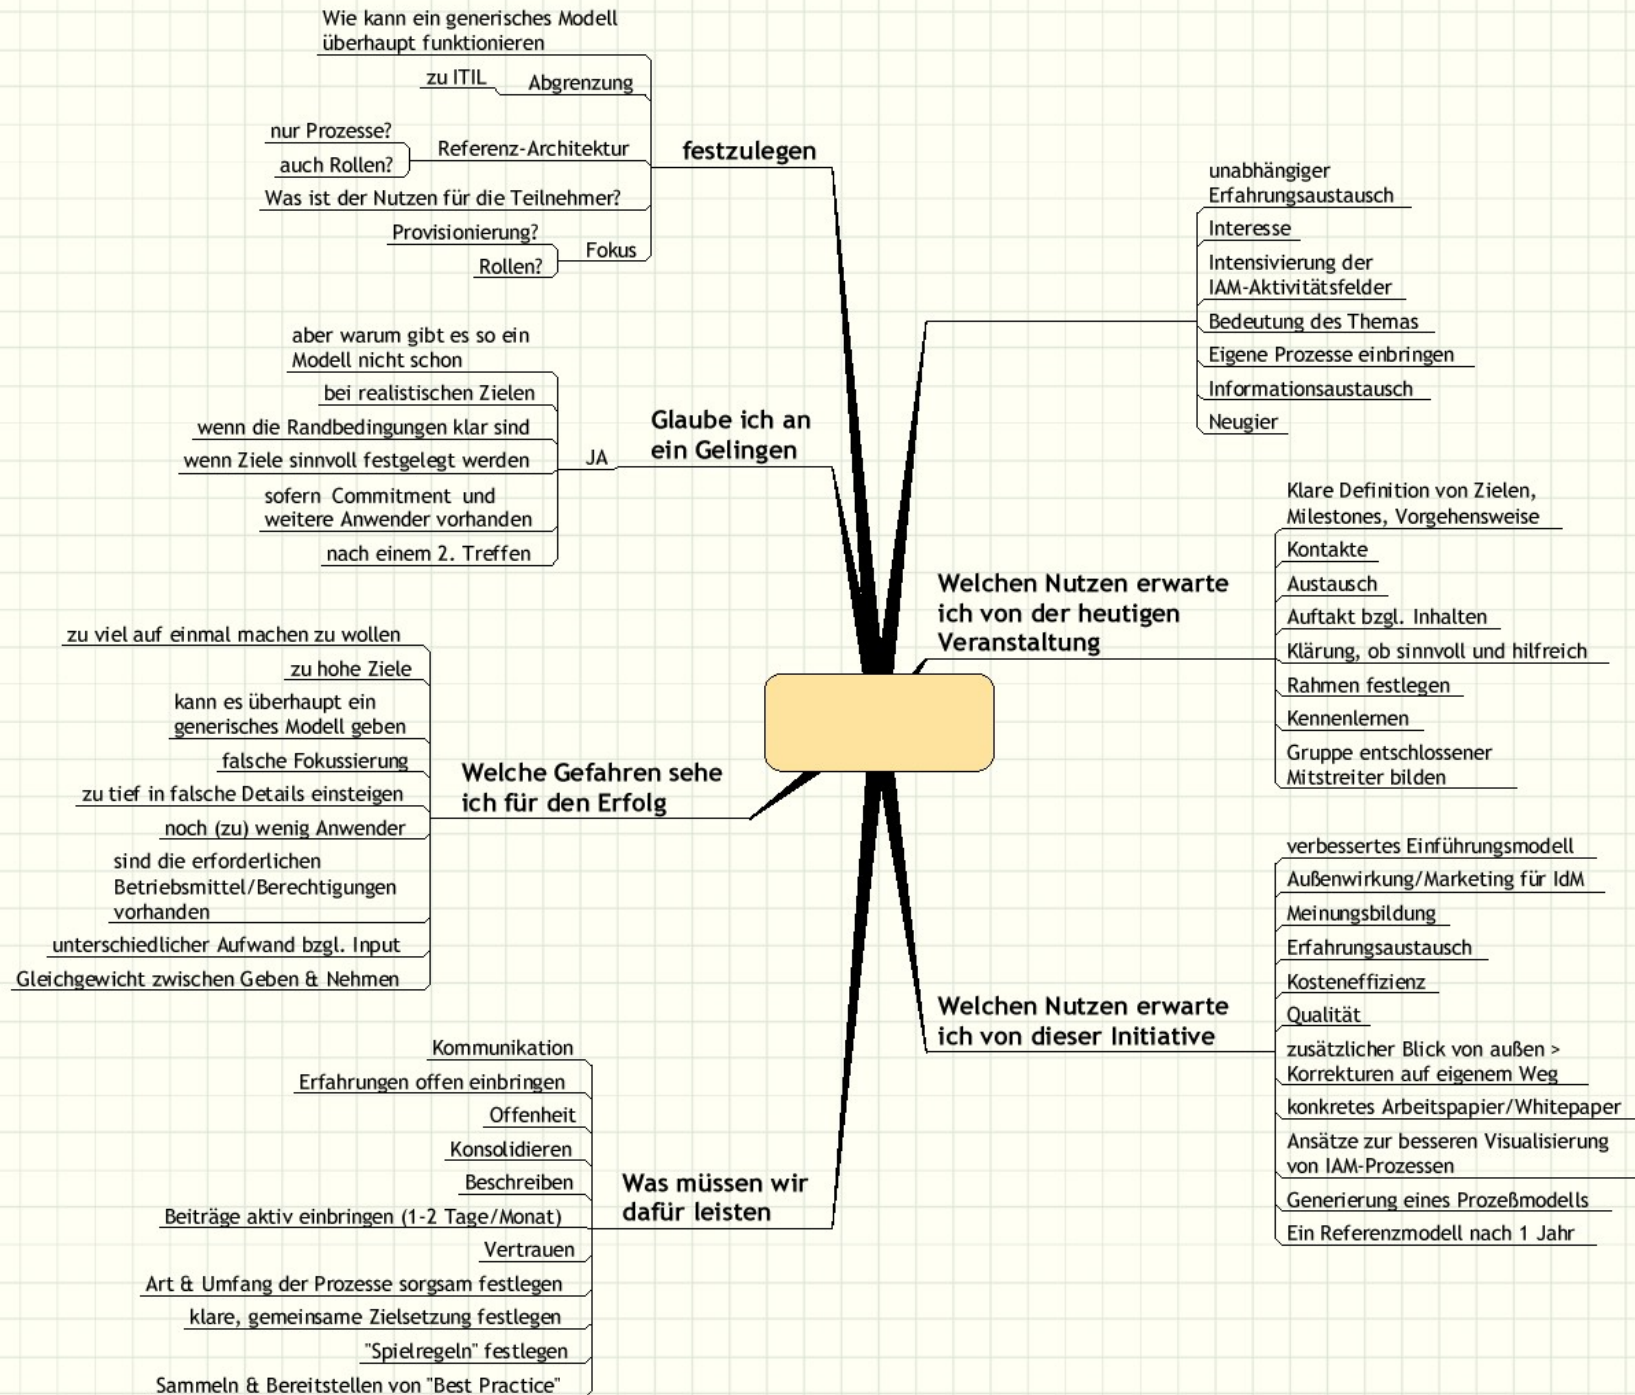 Wie kann ein generisches Modell
überhaupt funktionieren
zu ITIL
Abgrenzung
nur Prozesse?
auch Rollen?
Referenz-Architektur
Was ist der Nutzen für die Teilnehmer?
Provisionierung?
Rollen?
Fokus
festzulegen
aber warum gibt es so ein
Modell nicht schon
bei realistischen Zielen
wenn die Randbedingungen klar sind
wenn Ziele sinnvoll festgelegt werden
sofern Commitment und
weitere Anwender vorhanden
nach einem 2. Treffen
JA
Glaube ich an
ein Gelingen
zu viel auf einmal machen zu wollen
zu hohe Ziele
kann es überhaupt ein
generisches Modell geben
falsche Fokussierung
zu tief in falsche Details einsteigen
noch (zu) wenig Anwender
sind die erforderlichen
Betriebsmittel/Berechtigungen
vorhanden
unterschiedlicher Aufwand bzgl. Input
Gleichgewicht zwischen Geben & Nehmen
Welche Gefahren sehe
ich für den Erfolg
Kommunikation
Erfahrungen offen einbringen
Offenheit
Konsolidieren
Beschreiben
Beiträge aktiv einbringen (1-2 Tage/Monat)
Vertrauen
Art & Umfang der Prozesse sorgsam festlegen
klare, gemeinsame Zielsetzung festlegen
"Spielregeln" festlegen
Sammeln & Bereitstellen von "Best Practice"
Was müssen wir
dafür leisten
unabhängiger
Erfahrungsaustausch
Interesse
Intensivierung der
IAM-Aktivitätsfelder
Bedeutung des Themas
Eigene Prozesse einbringen
Informationsaustausch
Neugier
Welchen Nutzen erwarte
ich von der heutigen
Veranstaltung
Klare Definition von Zielen,
Milestones, Vorgehensweise
Kontakte
Austausch
Auftakt bzgl. Inhalten
Klärung, ob sinnvoll und hilfreich
Rahmen festlegen
Kennenlernen
Gruppe entschlossener
Mitstreiter bilden
Welchen Nutzen erwarte
ich von dieser Initiative
verbessertes Einführungsmodell
Außenwirkung/Marketing für IdM
Meinungsbildung
Erfahrungsaustausch
Kosteneffizienz
Qualität
zusätzlicher Blick von außen >
Korrekturen auf eigenem Weg
konkretes Arbeitspapier/Whitepaper
Ansätze zur besseren Visualisierung
von IAM-Prozessen
Generierung eines Prozeßmodells
Ein Referenzmodell nach 1 Jahr